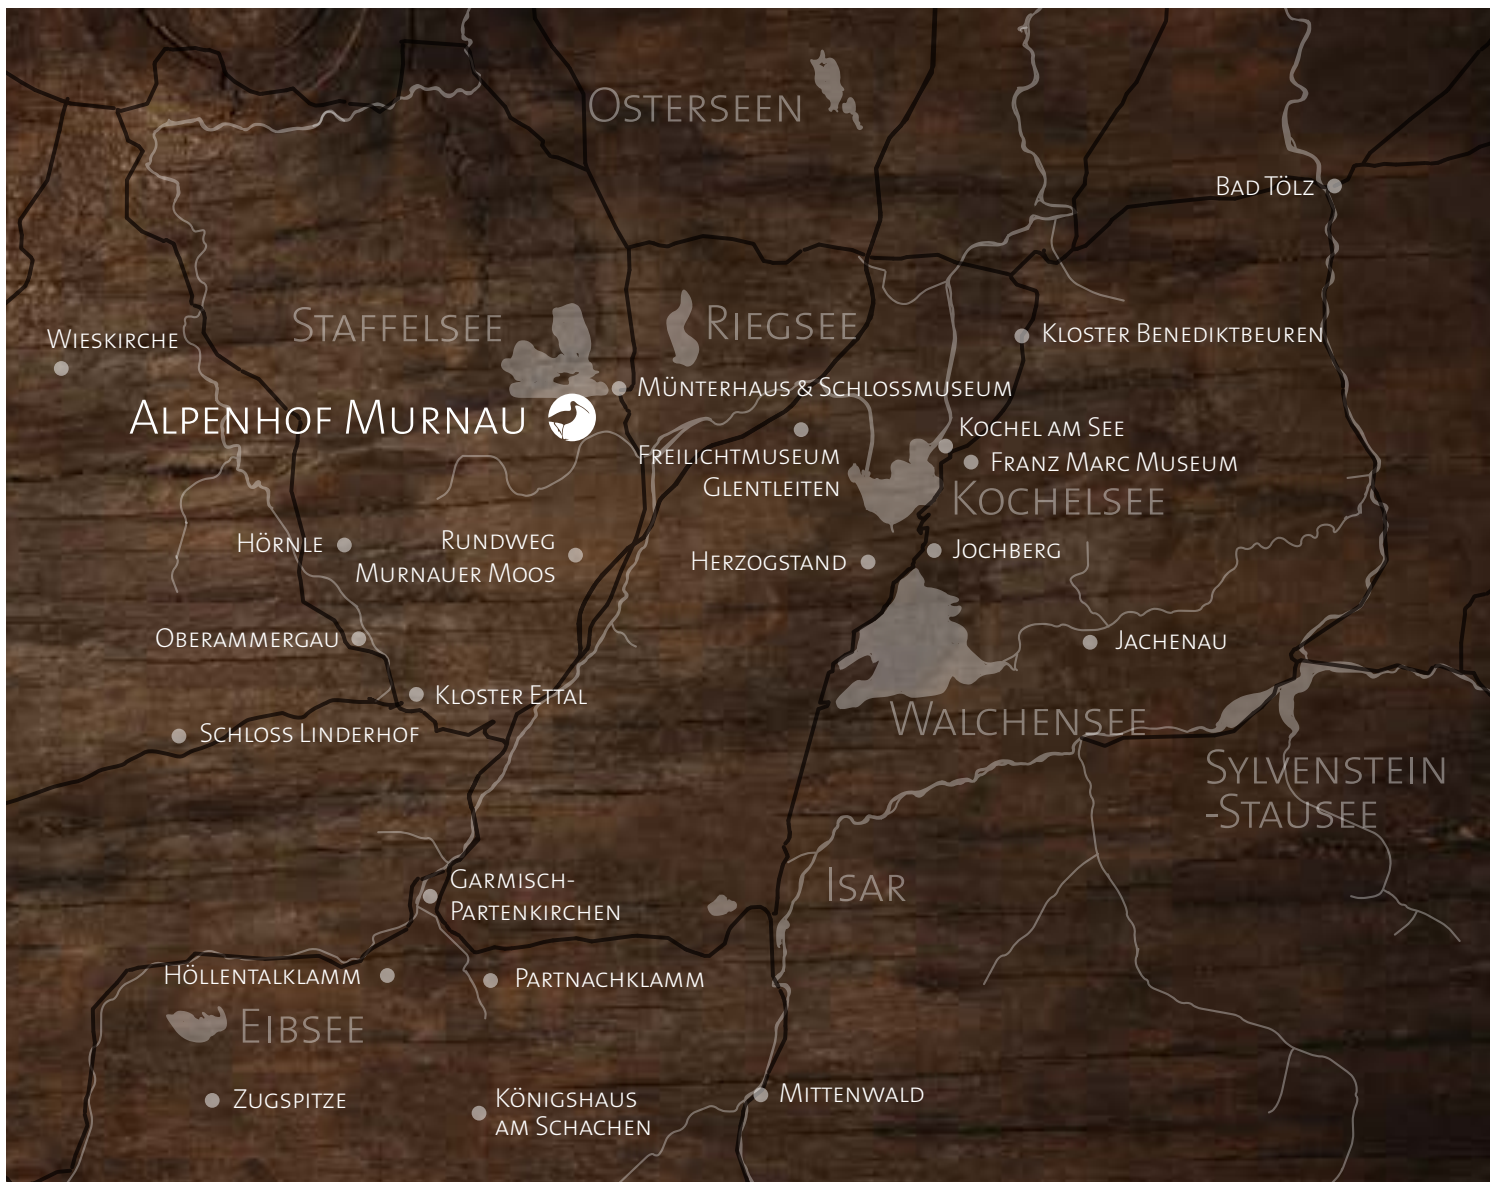 Osterseen
Bad Tölz
Staffelsee
Riegsee
Wieskirche
Kloster Benediktbeuren
Münterhaus & Schlossmuseum
Alpenhof Murnau
Kochel am See
Freilichtmuseum
Glentleiten
Franz Marc Museum
Kochelsee
Hörnle
Rundweg
Murnauer Moos
Herzogstand
Jochberg
Oberammergau
Jachenau
Kloster Ettal
Schloss Linderhof
Walchensee
Sylvenstein
-Stausee
Garmisch-
Partenkirchen
Isar
Höllentalklamm
Partnachklamm
Eibsee
Zugspitze
Königshaus
am Schachen
Mittenwald